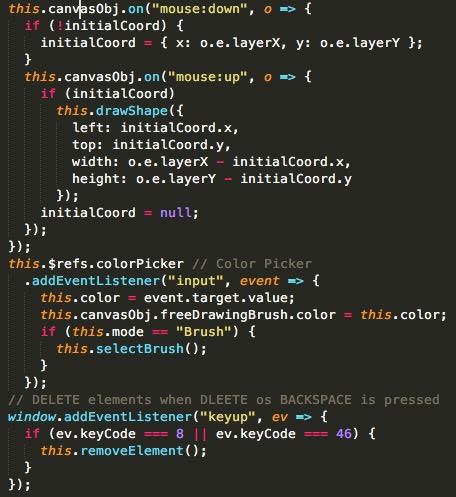 this.canvasObj.on("mouse:down", o => {
  if (!initialCoord) {
    initialCoord = { x: o.e.layerX, y: o.e.layerY };
  }
  this.canvasObj.on("mouse:up", o => {
    if (initialCoord)
      this.drawShape({
        left: initialCoord.x,
        top: initialCoord.y,
        width: o.e.layerX - initialCoord.x,
        height: o.e.layerY - initialCoord.y
      });
    initialCoord = null;
  });
});
this.$refs.colorPicker // Color Picker
  .addEventListener("input", event => {
    this.color = event.target.value;
    this.canvasObj.freeDrawingBrush.color = this.color;
    if (this.mode == "Brush") {
      this.selectBrush();
    }
  });
// DELETE elements when DLEETE os BACKSPACE is pressed
window.addEventListener("keyup", ev => {
  if (ev.keyCode === 8 || ev.keyCode === 46) {
    this.removeElement();
  }
});